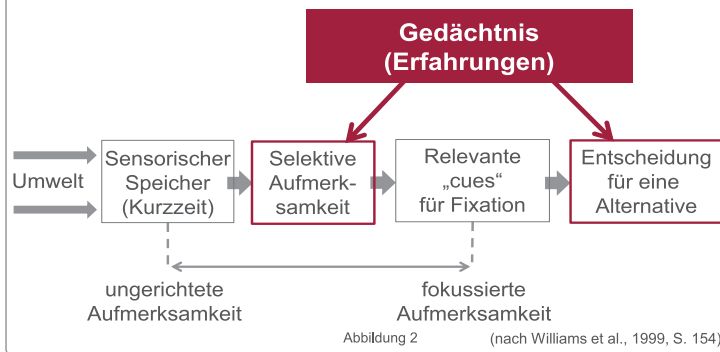 Gedächtnis
(Erfahrungen)
Umwelt
Sensorischer
Speicher
(Kurzzeit)
Selektive
Aufmerk-
samkeit
Relevante
„cues“
für Fixation
Entscheidung
für eine
Alternative
ungerichtete
Aufmerksamkeit
fokussierte
Aufmerksamkeit
Abbildung 2
(nach Williams et al., 1999, S. 154)